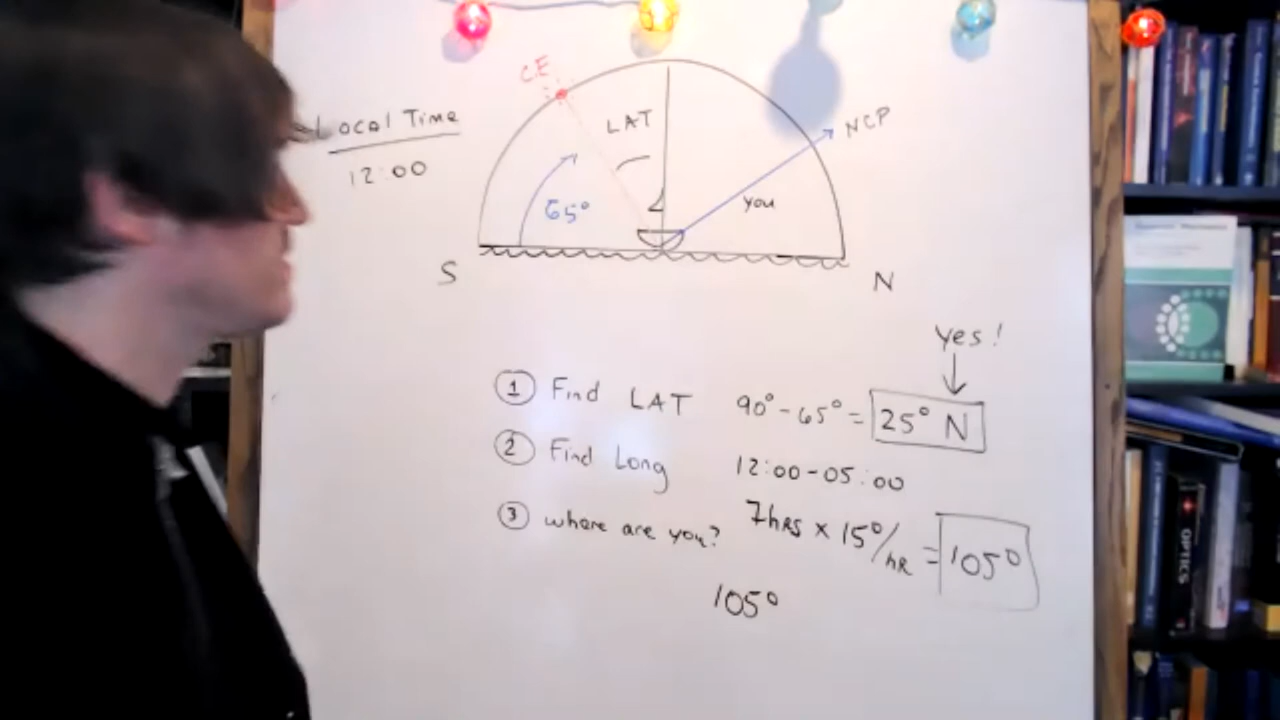 C.E
LAT
NCP
Local Time
12:00
65°
you
S
N
yes!
① Find LAT 90° - 65° = 25° N
② Find Long 12:00 - 05:00
7hrs × 15°/hR = 105°
③ where are you?
105°
OPTICS